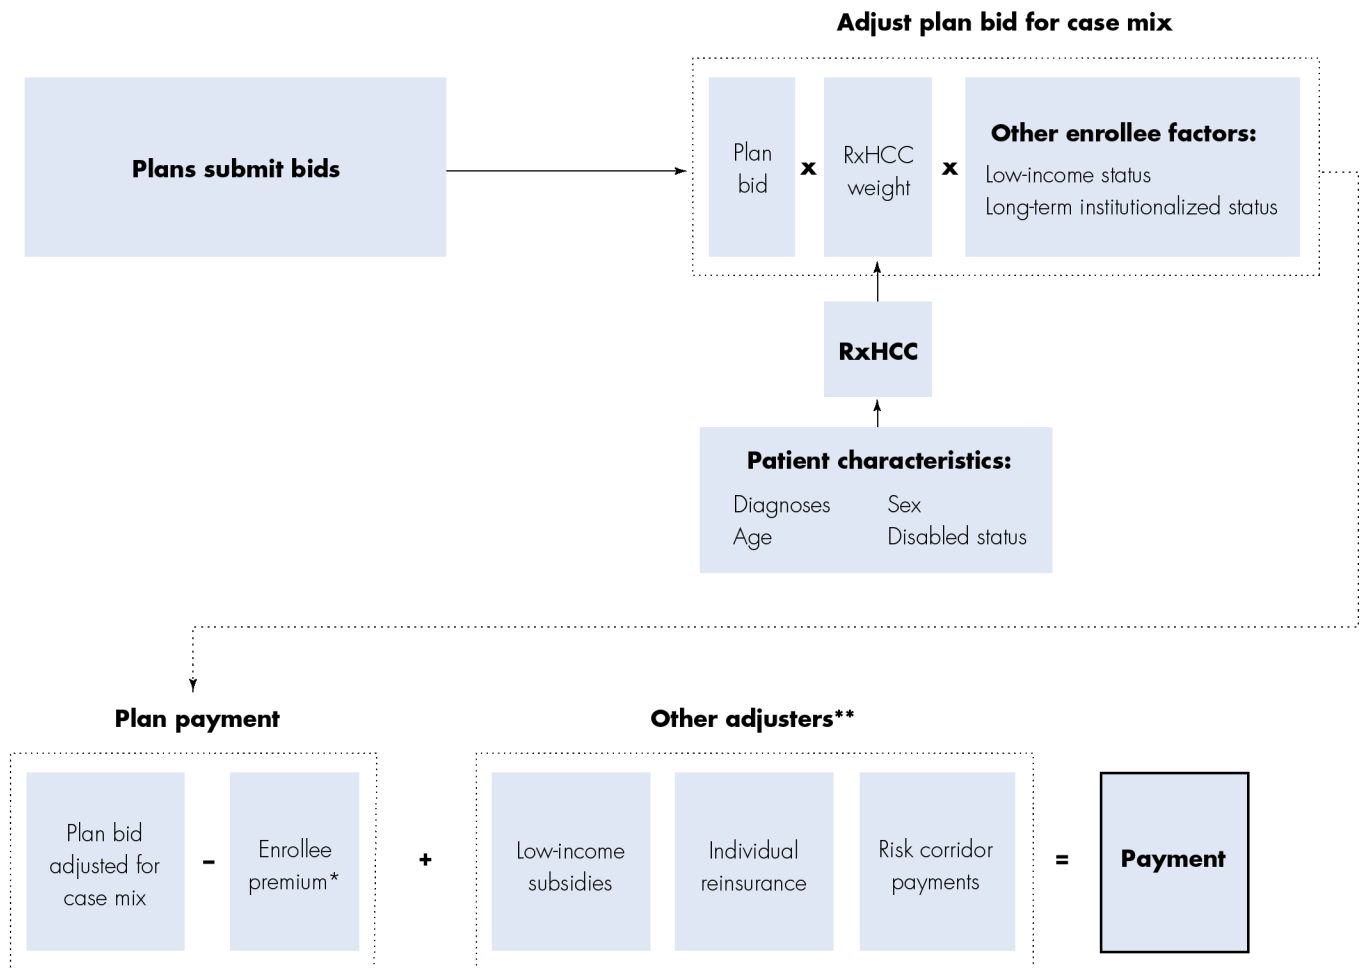 Adjust plan bid for case mix
Plans submit bids
Plan
bid
x
RxHCC
weight
x
Other enrollee factors:
Low-income status
Long-term institutionalized status
RxHCC
Patient characteristics:
Diagnoses
Sex
Age
Disabled status
Plan payment
Other adjusters**
Plan bid
adjusted for
case mix
–
Enrollee
premium*
+
Low-income
subsidies
Individual
reinsurance
Risk corridor
payments
=
Payment